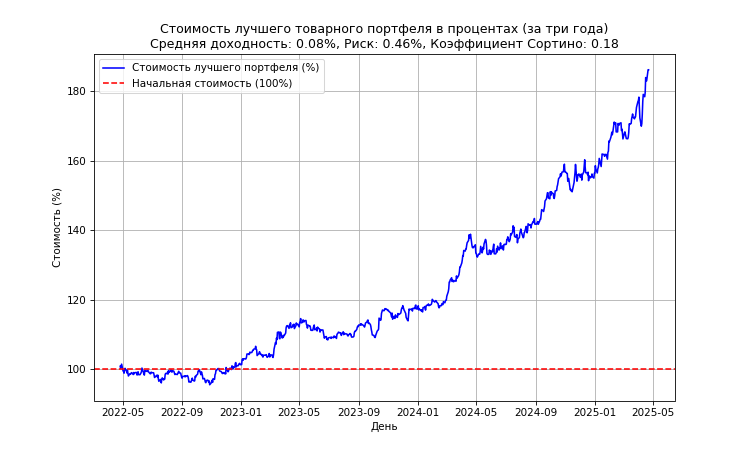 Стоимость лучшего товарного портфеля в процентах (за три года)
Средняя доходность: 0.08%, Риск: 0.46%, Коэффициент Сортино: 0.18
Стоимость лучшего портфеля (%)
Начальная стоимость (100%)
Стоимость (%)
180
160
140
120
100
2022-05 2022-09 2023-01 2023-05 2023-09 2024-01 2024-05 2024-09 2025-01 2025-05
День